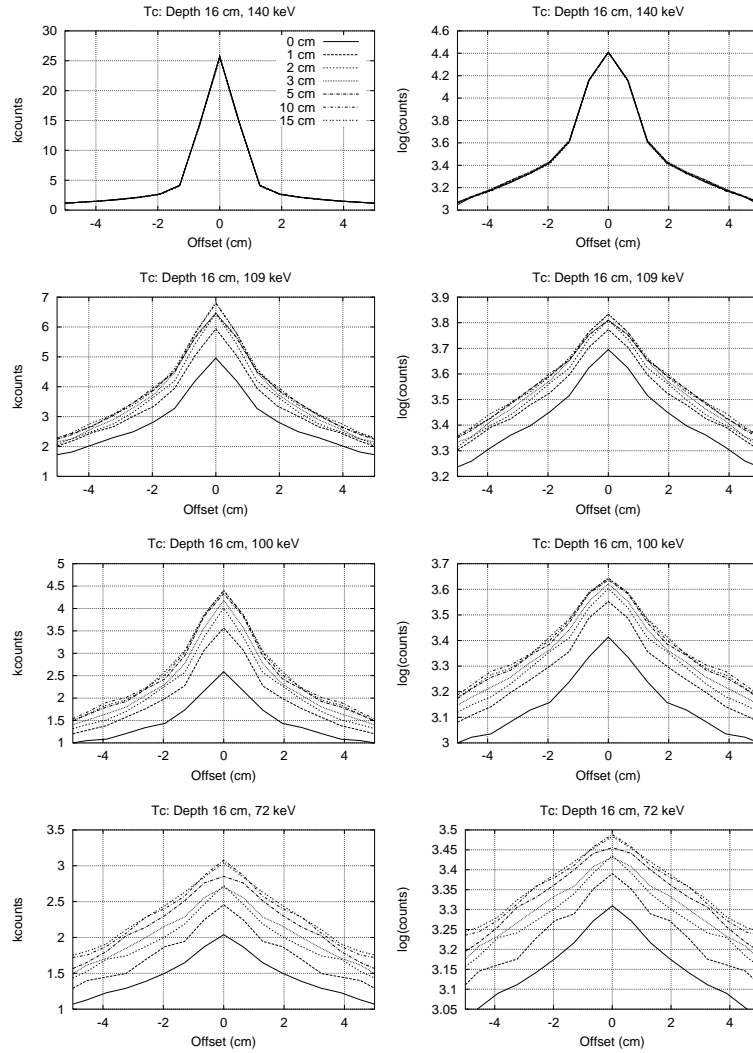 Tc: Depth 16 cm, 140 keV
30
25
20
15
10
5
0
kcounts
0 cm
1 cm
2 cm
3 cm
5 cm
10 cm
15 cm
-4 -2 0 2 4
Offset (cm)
Tc: Depth 16 cm, 140 keV
4.6
4.4
4.2
4
3.8
3.6
3.4
3.2
3
log(counts)
-4 -2 0 2 4
Offset (cm)
Tc: Depth 16 cm, 109 keV
7
6
5
4
3
2
1
kcounts
-4 -2 0 2 4
Offset (cm)
Tc: Depth 16 cm, 109 keV
3.9
3.8
3.7
3.6
3.5
3.4
3.3
3.2
log(counts)
-4 -2 0 2 4
Offset (cm)
Tc: Depth 16 cm, 100 keV
5
4.5
4
3.5
3
2.5
2
1.5
1
kcounts
-4 -2 0 2 4
Offset (cm)
Tc: Depth 16 cm, 100 keV
3.7
3.6
3.5
3.4
3.3
3.2
3.1
3
log(counts)
-4 -2 0 2 4
Offset (cm)
Tc: Depth 16 cm, 72 keV
3.5
3
2.5
2
1.5
1
kcounts
-4 -2 0 2 4
Offset (cm)
Tc: Depth 16 cm, 72 keV
3.5
3.45
3.4
3.35
3.3
3.25
3.2
3.15
3.1
3.05
log(counts)
-4 -2 0 2 4
Offset (cm)